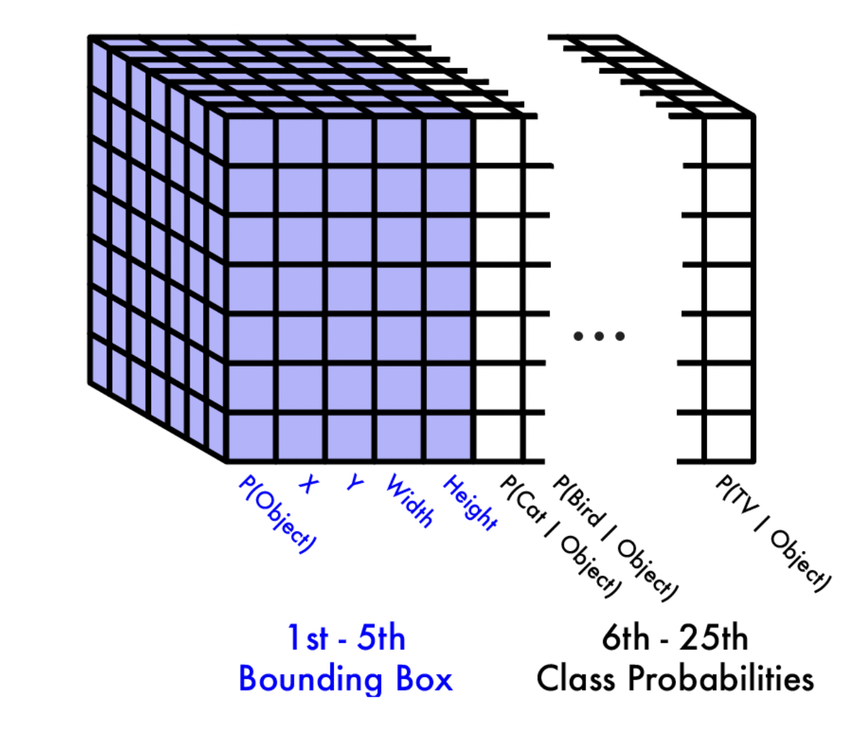 P(Object)
X
Y
Width
Height
P(Cat | Object)
P(Bird | Object)
...
P(TV | Object)
1st - 5th
Bounding Box
6th - 25th
Class Probabilities